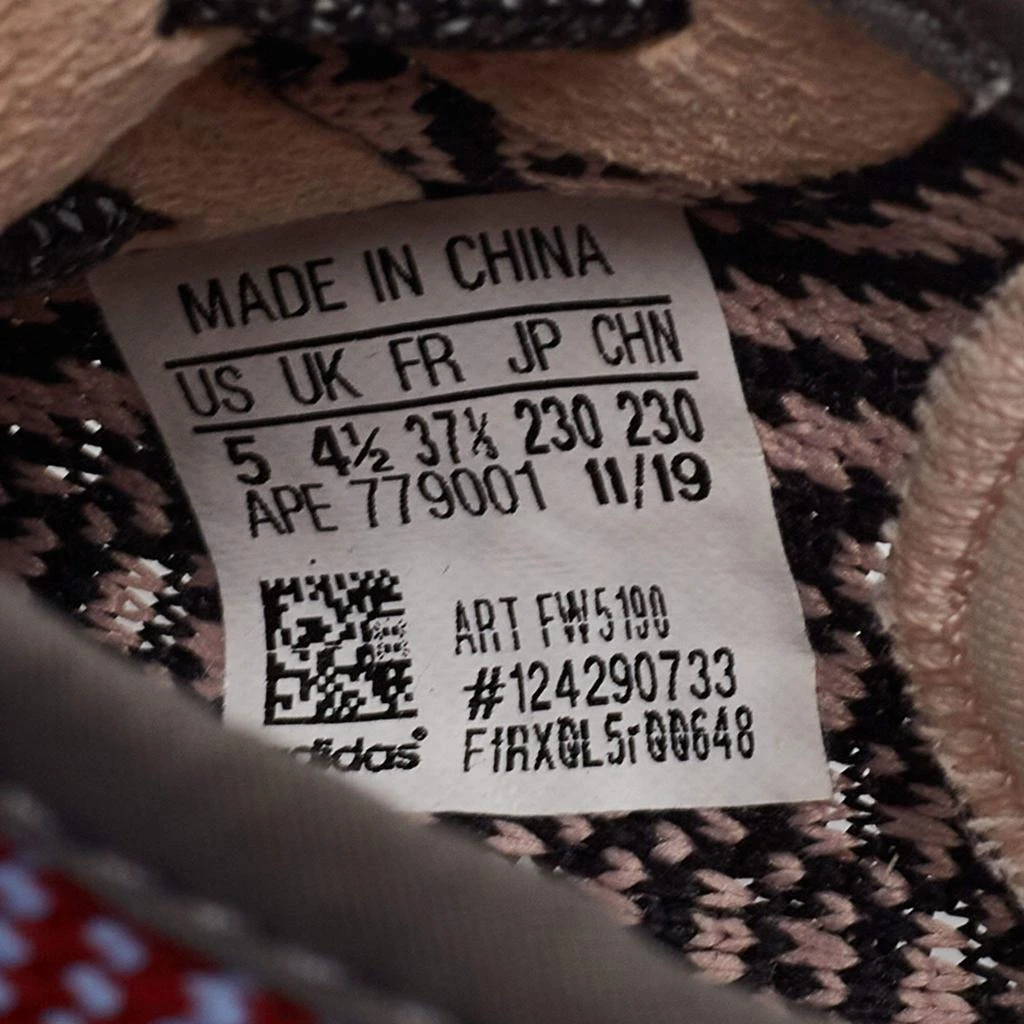 MADE IN CHINA
US UK FR JP CHN
5 4½ 37⅓ 230 230
APE 779001 11/19
ART FW5190
#124290733
adidas®